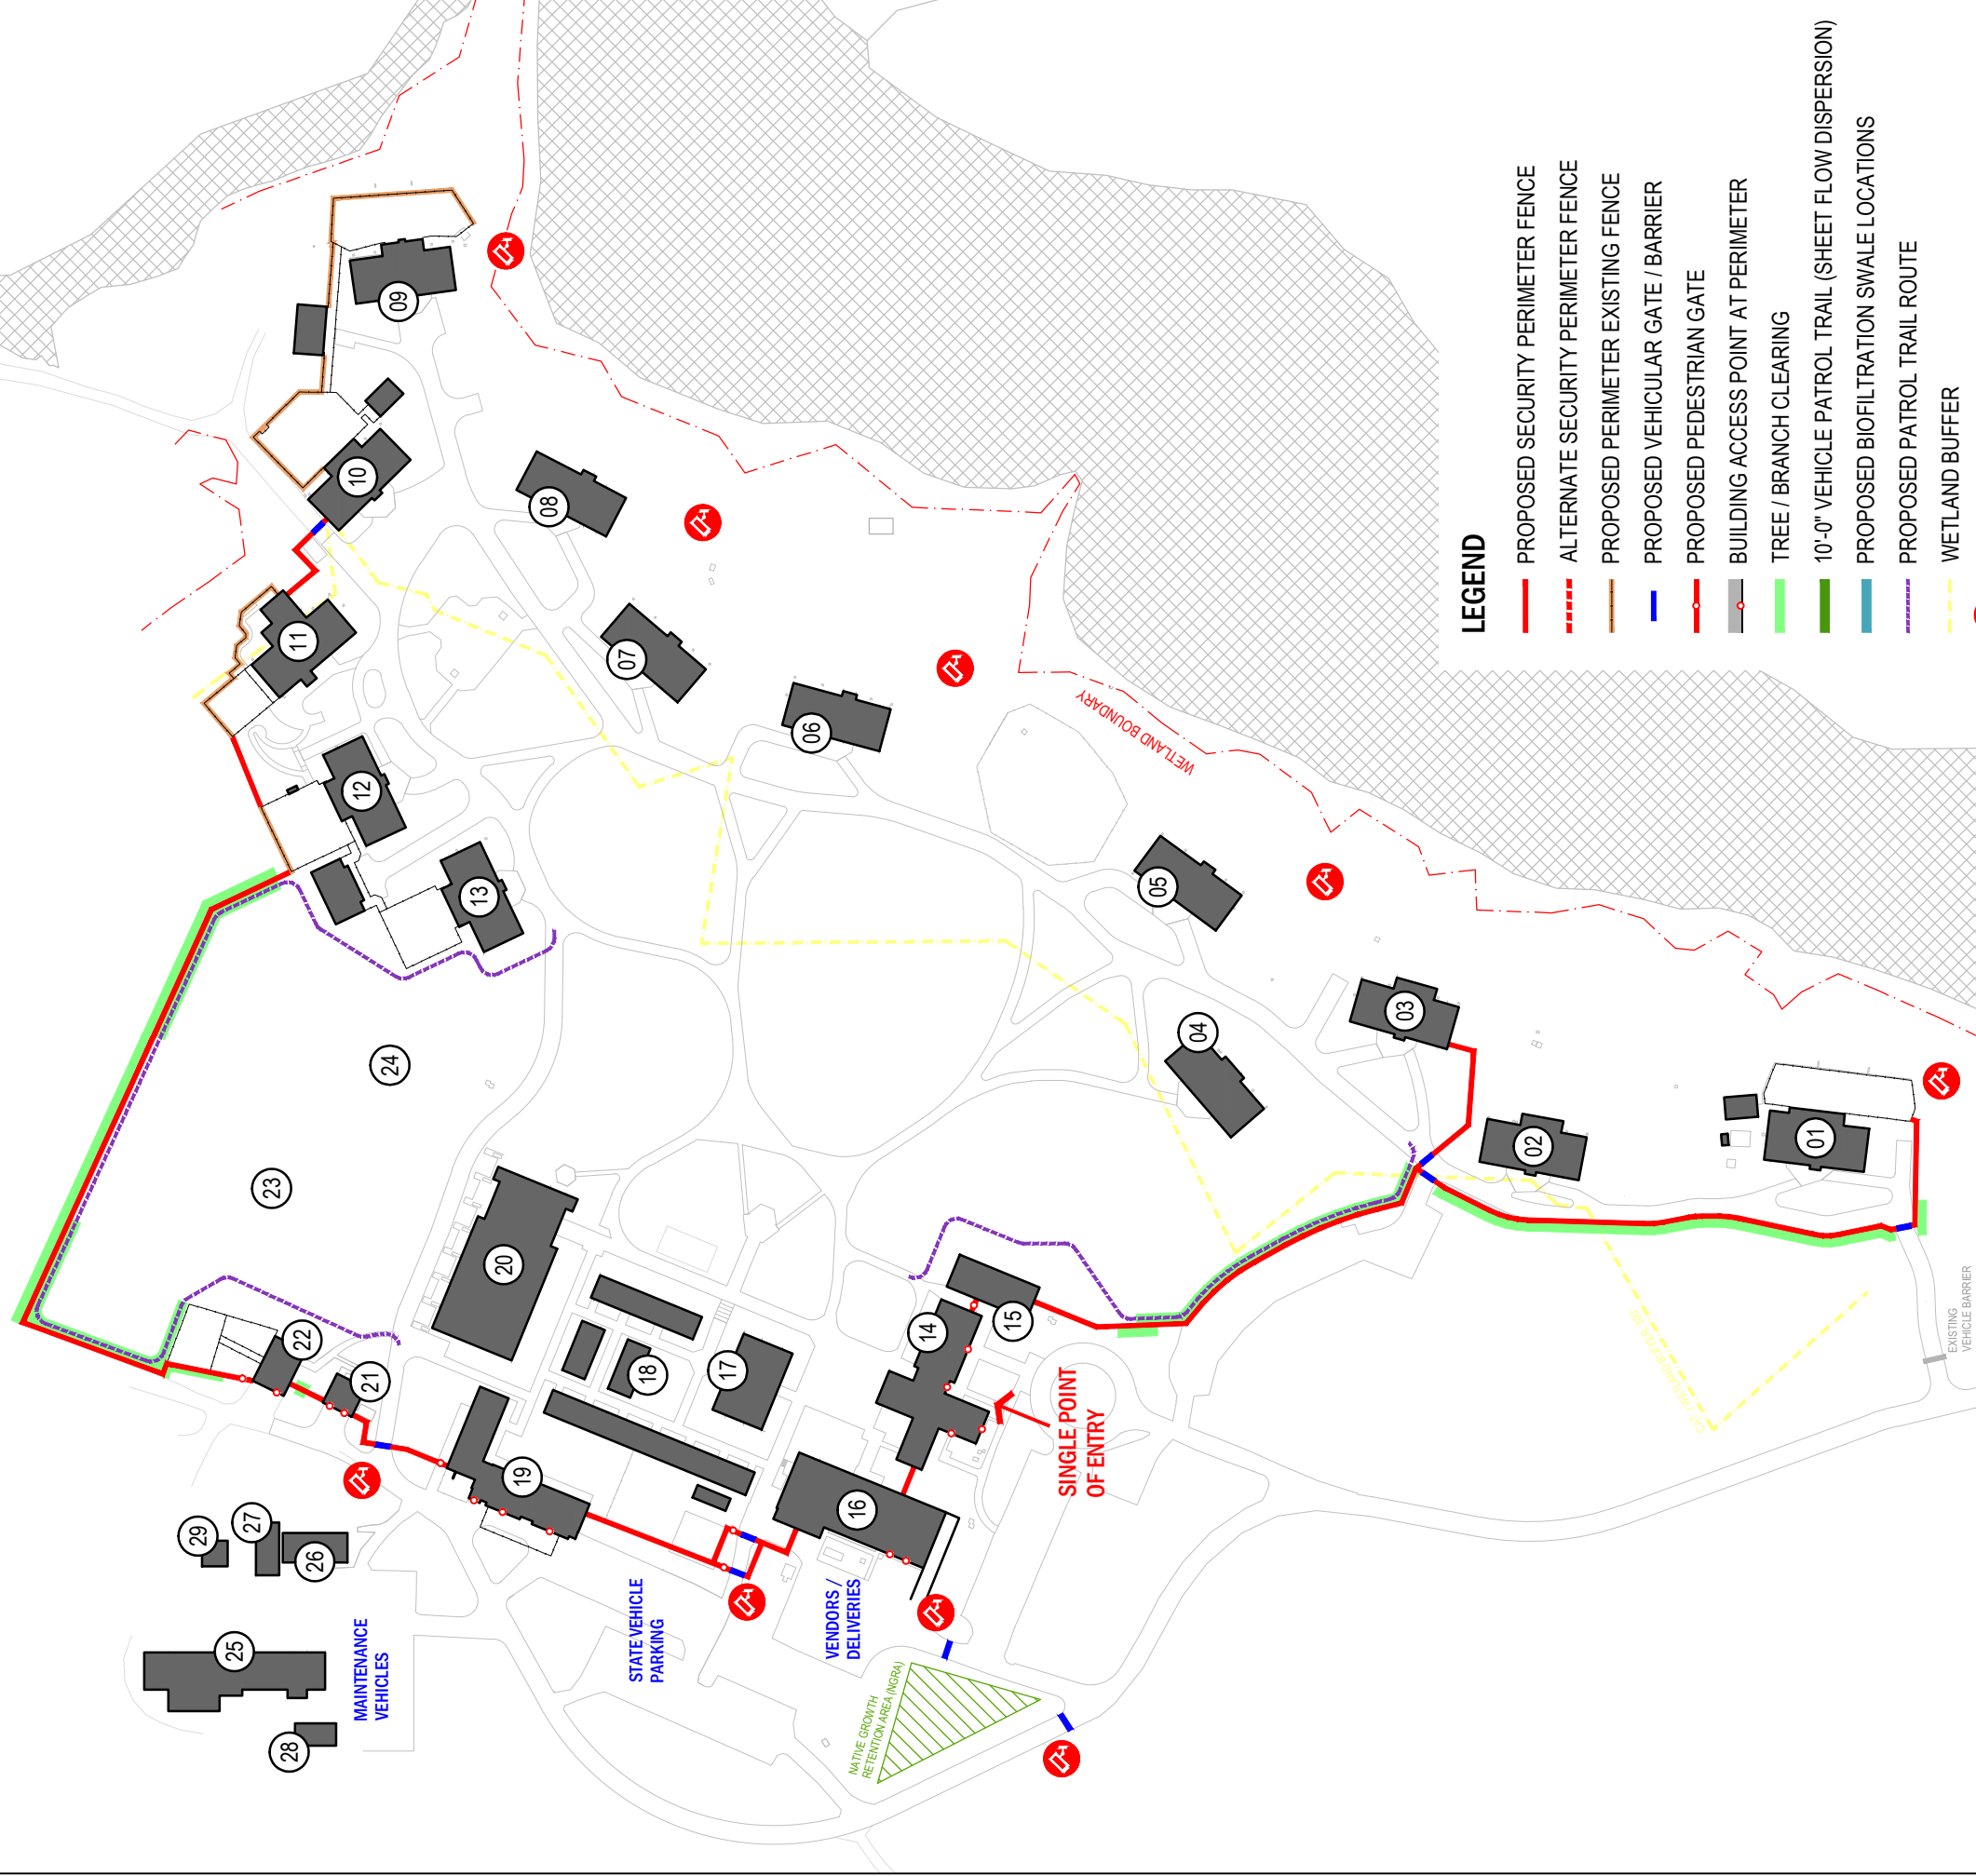 LEGEND
PROPOSED SECURITY PERIMETER FENCE
ALTERNATE SECURITY PERIMETER FENCE
PROPOSED PERIMETER EXISTING FENCE
PROPOSED VEHICULAR GATE / BARRIER
PROPOSED PEDESTRIAN GATE
BUILDING ACCESS POINT AT PERIMETER
TREE / BRANCH CLEARING
10'-0" VEHICLE PATROL TRAIL (SHEET FLOW DISPERSION)
PROPOSED BIOFILTRATION SWALE LOCATIONS
PROPOSED PATROL TRAIL ROUTE
WETLAND BUFFER
WETLAND BOUNDARY
SINGLE POINT
OF ENTRY
MAINTENANCE
VEHICLES
STATE VEHICLE
PARKING
VENDORS /
DELIVERIES
NATIVE GROWTH
RETENTION AREA (NGRA)
EXISTING
VEHICLE BARRIER
01
02
03
04
05
06
07
08
09
10
11
12
13
14
15
16
17
18
19
20
21
22
23
24
25
26
27
28
29